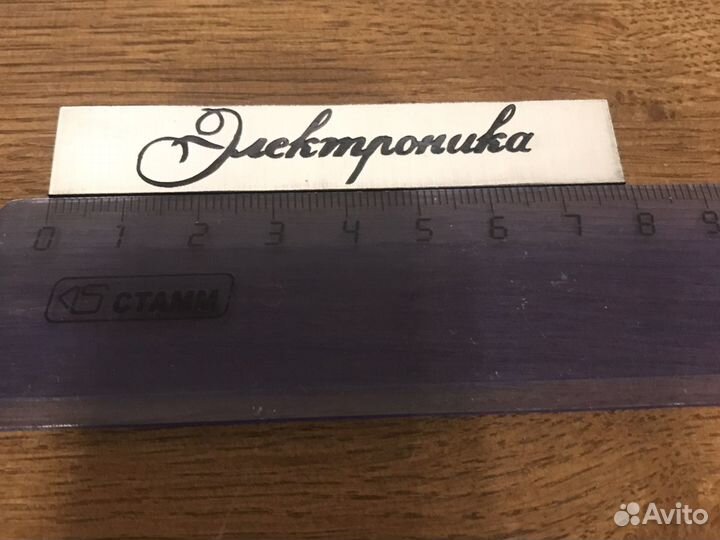 Электроника
0 1 2 3 4 5 6 7 8 9
СТАММ
Avito